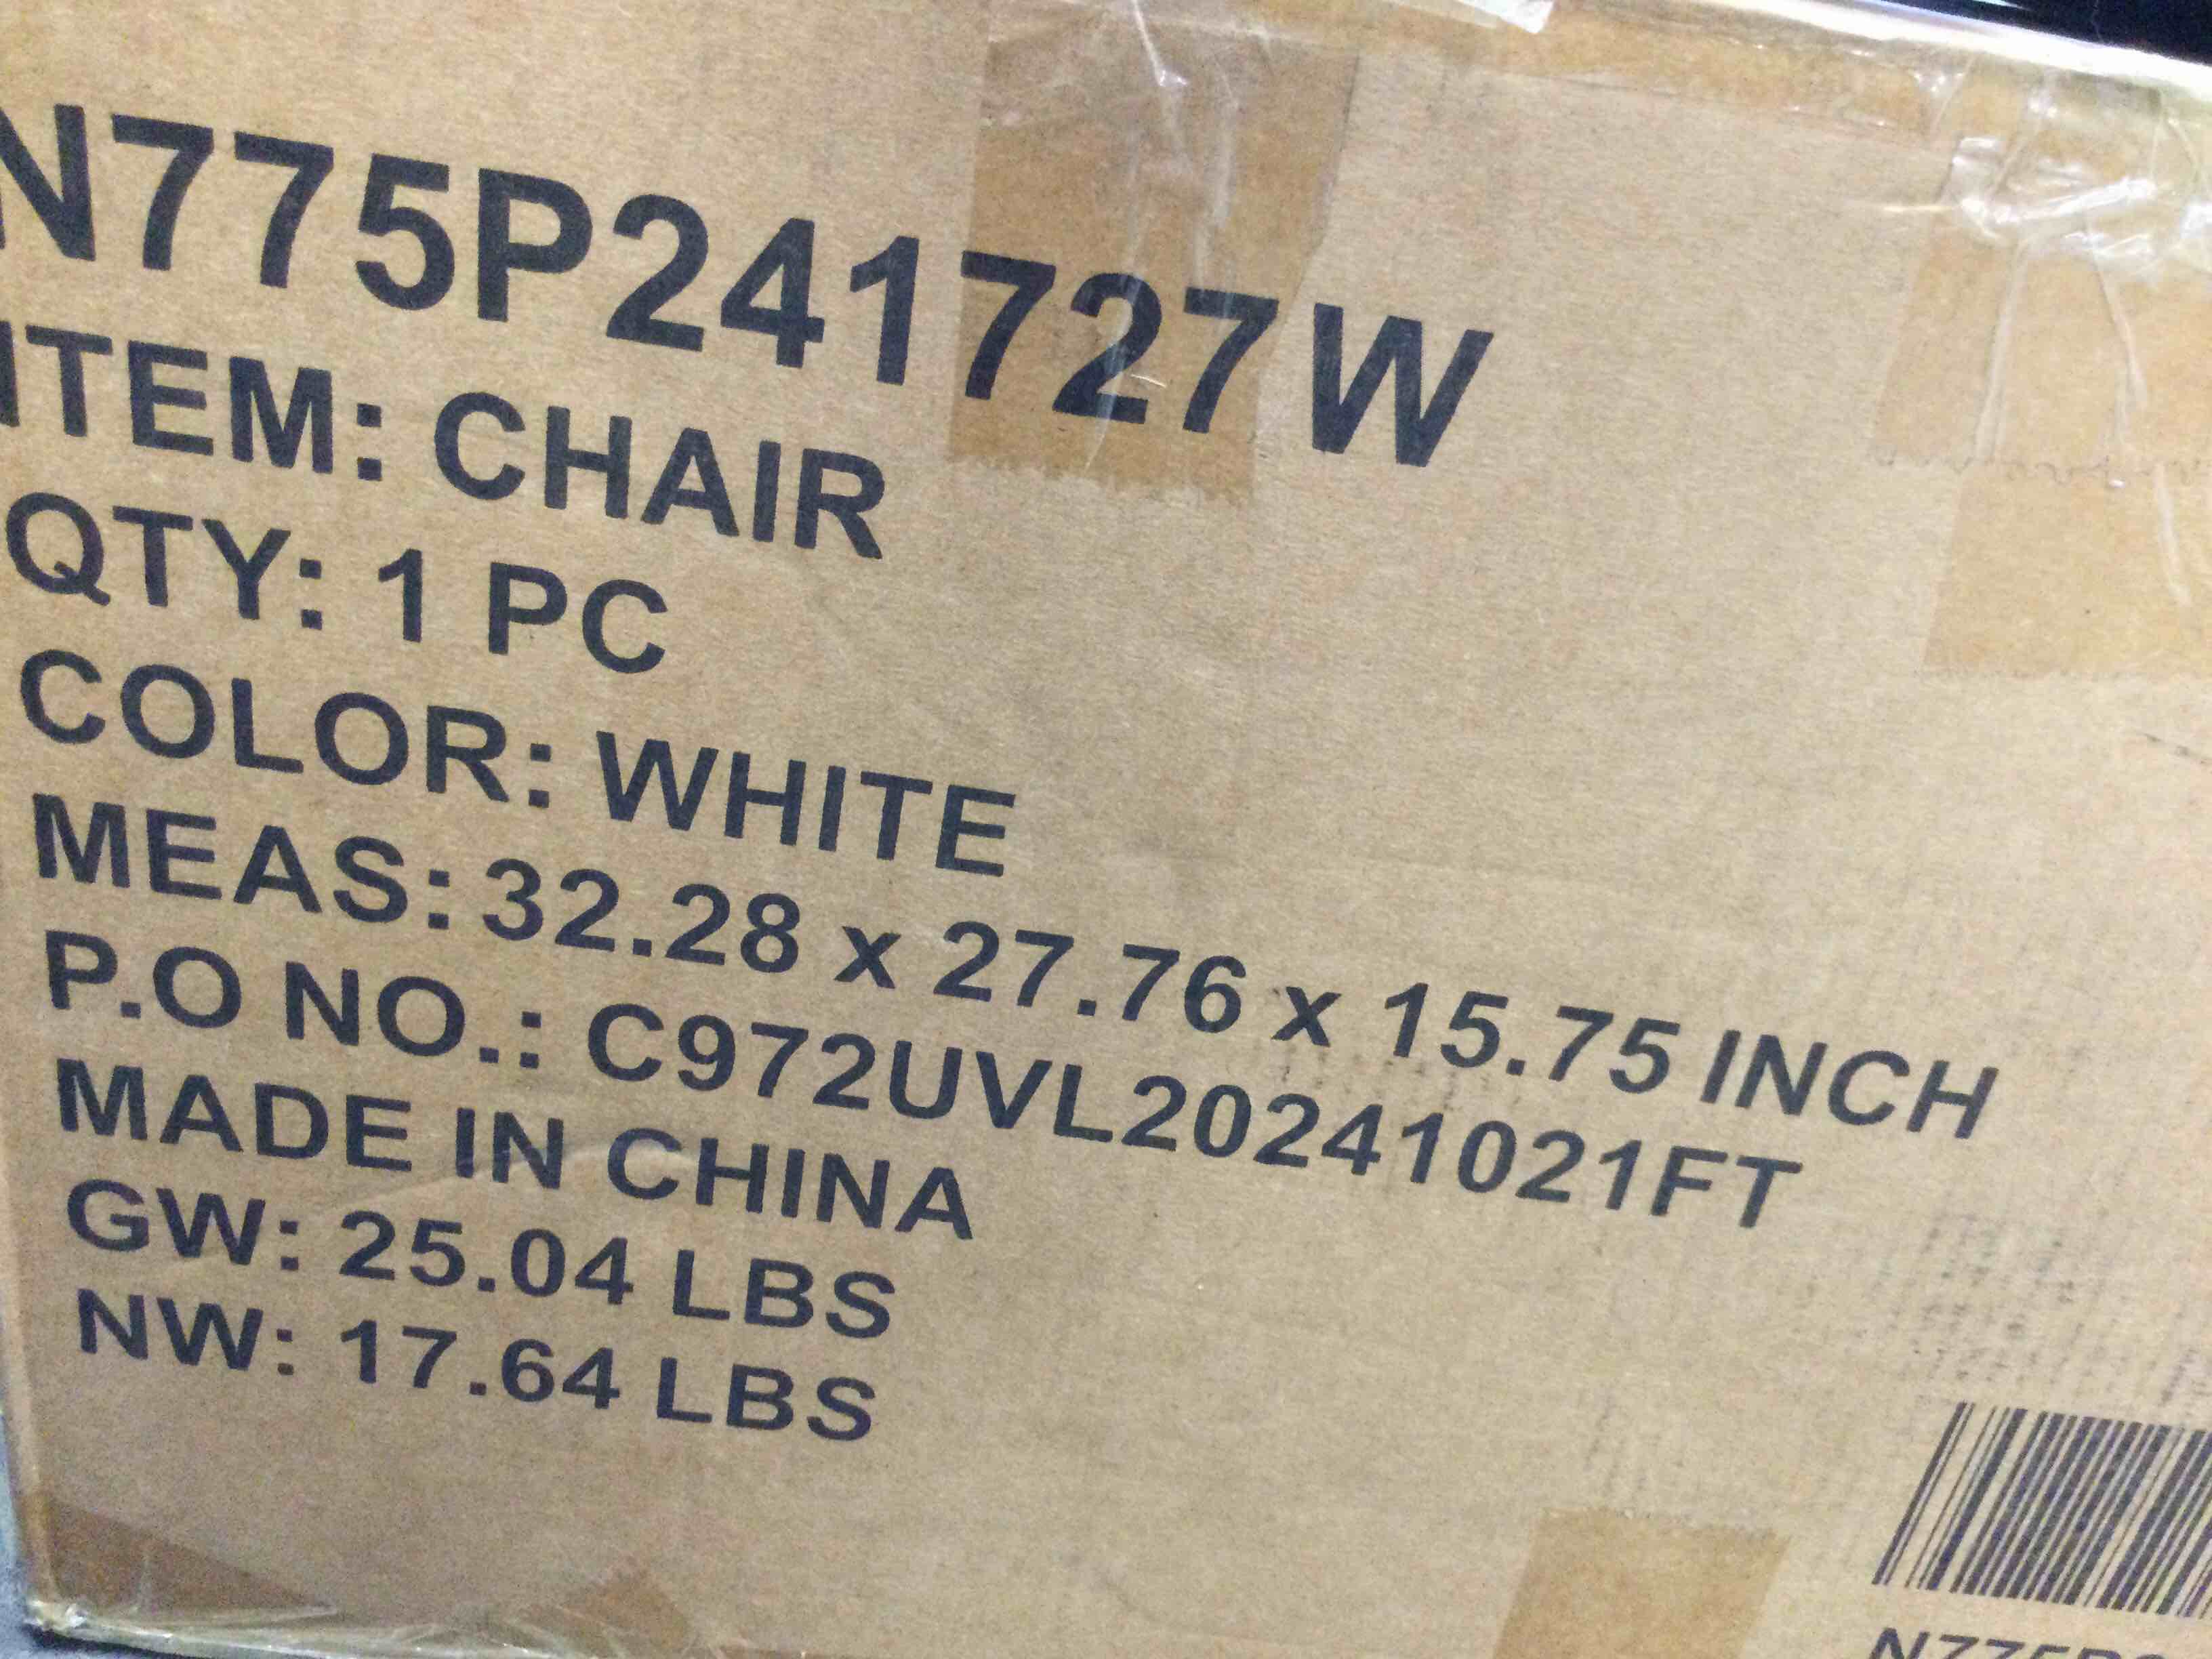 N775P241727W
ITEM: CHAIR
QTY: 1 PC
COLOR: WHITE
MEAS: 32.28 x 27.76 x 15.75 INCH
P.O NO.: C972UVL20241021FT
MADE IN CHINA
GW: 25.04 LBS
NW: 17.64 LBS